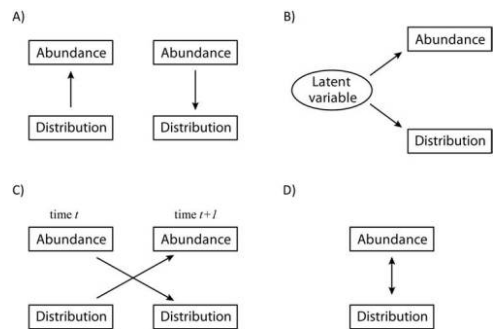 A)
Abundance
Abundance
Distribution
Distribution
B)
Abundance
Latent
variable
Distribution
C)
time t
time t+1
Abundance
Abundance
Distribution
Distribution
D)
Abundance
Distribution